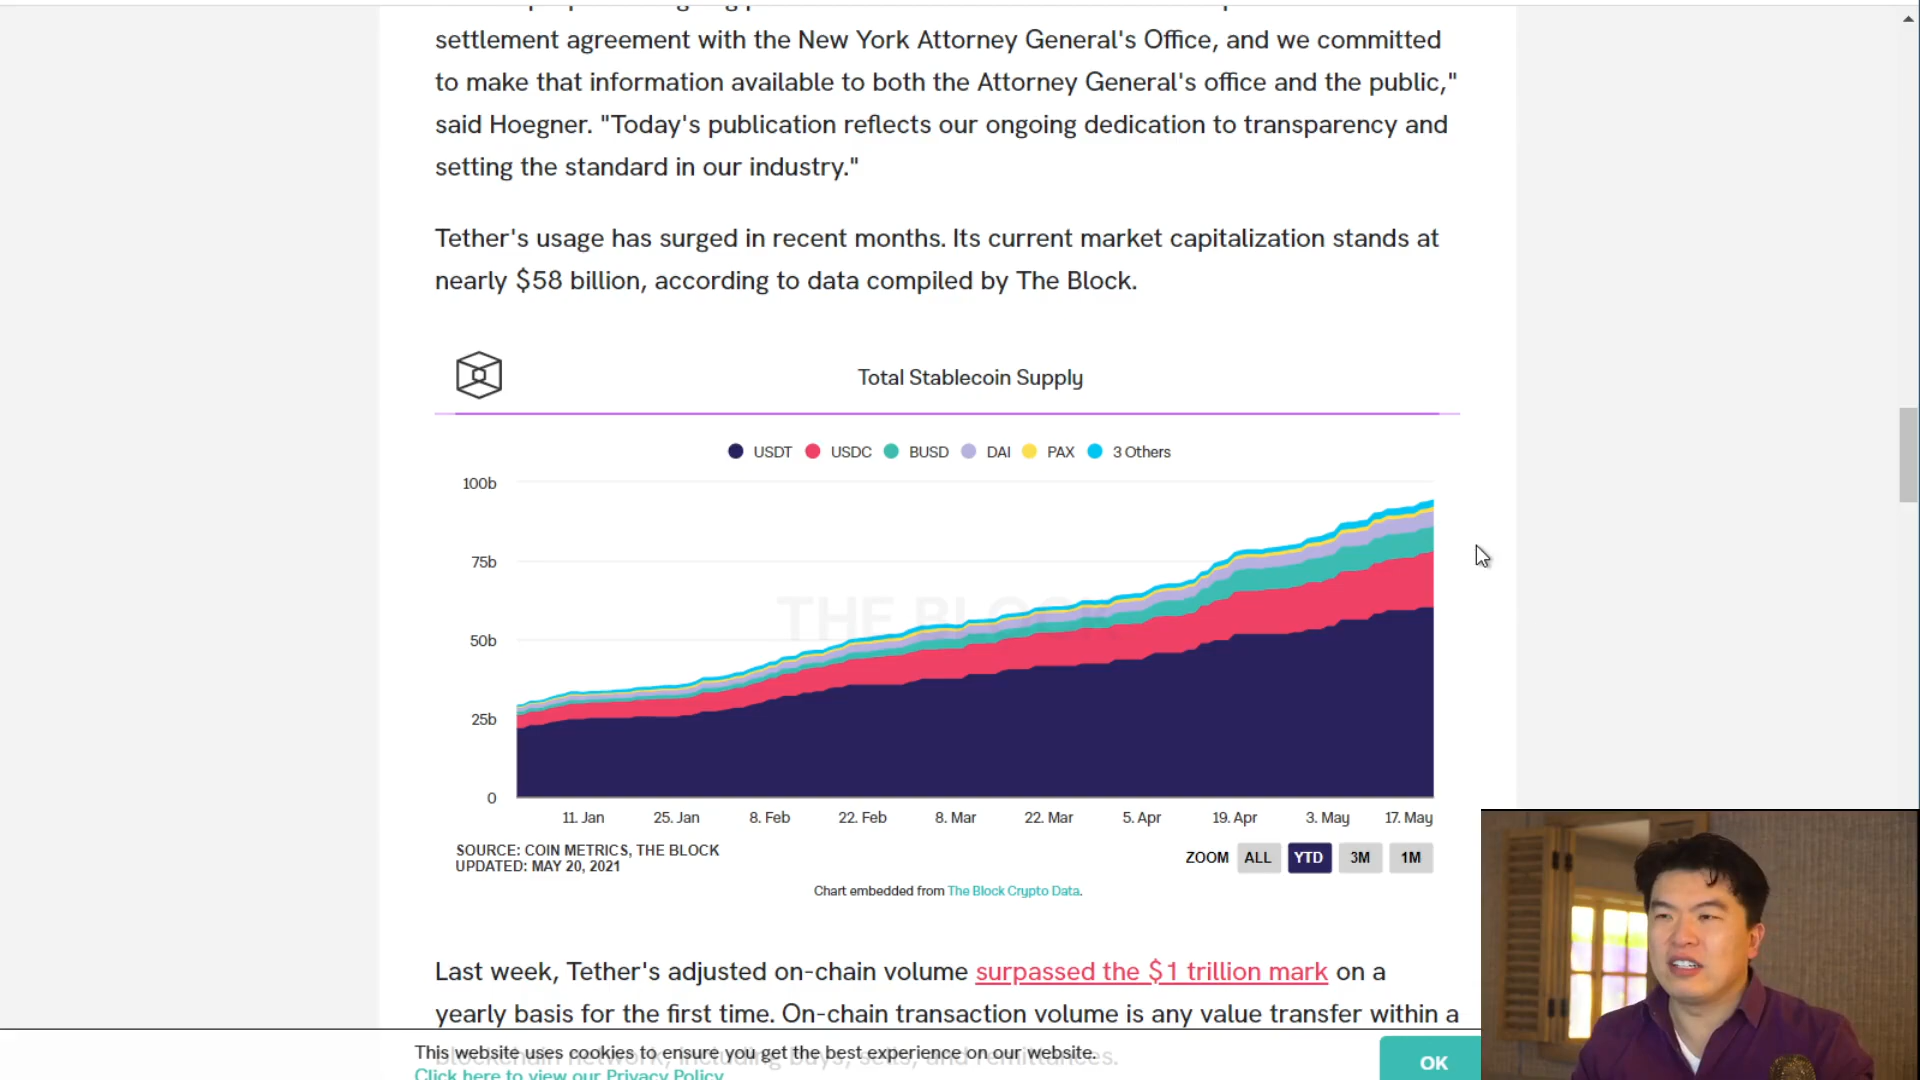 settlement agreement with the New York Attorney General's Office, and we committed
to make that information available to both the Attorney General's office and the public,"
said Hoegner. "Today's publication reflects our ongoing dedication to transparency and
setting the standard in our industry."
Tether's usage has surged in recent months. Its current market capitalization stands at
nearly $58 billion, according to data compiled by The Block.
Total Stablecoin Supply
USDT USDC BUSD DAI PAX 3 Others
100b
75b
THE BLOCK
50b
25b
0
11. Jan 25. Jan 8. Feb 22. Feb 8. Mar 22. Mar 5. Apr 19. Apr 3. May 17. May
SOURCE: COIN METRICS, THE BLOCK
UPDATED: MAY 20, 2021
ZOOM ALL YTD 3M 1M
Chart embedded from The Block Crypto Data.
Last week, Tether's adjusted on-chain volume surpassed the $1 trillion mark on a
yearly basis for the first time. On-chain transaction volume is any value transfer within a
blockchain network, including buys, sells, and remittances.
This website uses cookies to ensure you get the best experience on our website.
Click here to view our Privacy Policy
OK